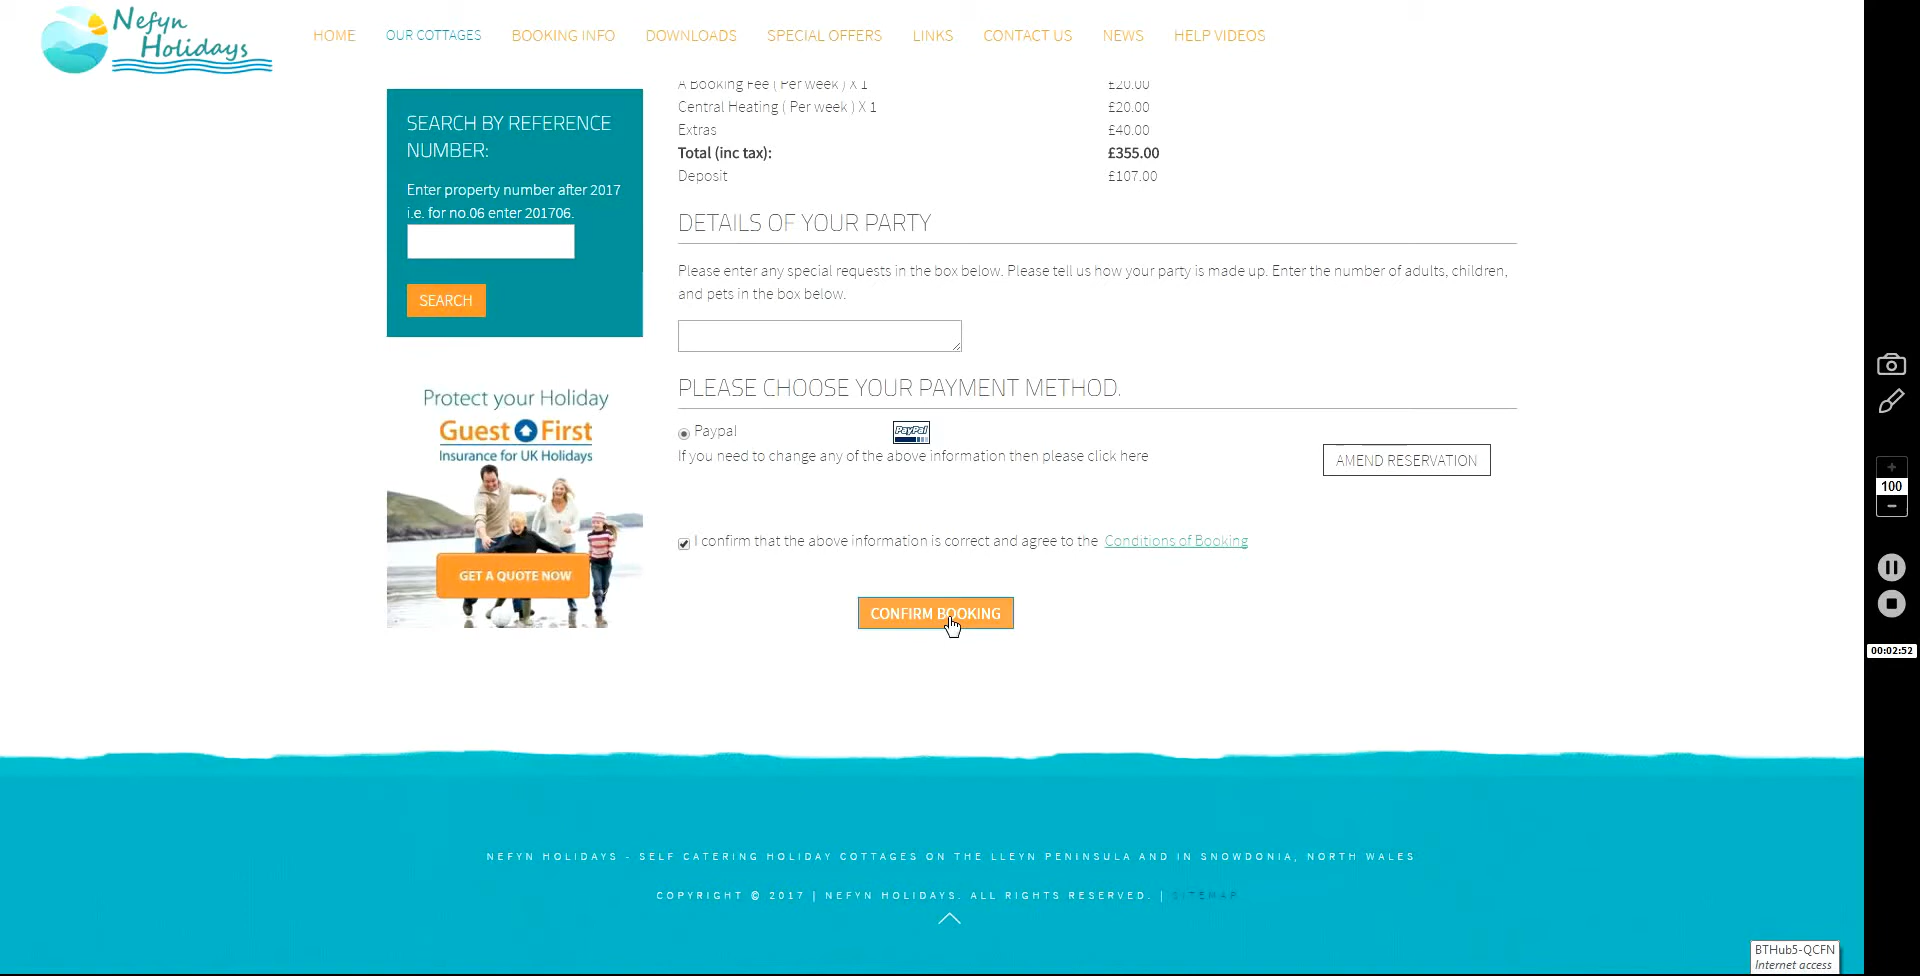 Nefyn
Holidays
HOME OUR COTTAGES BOOKING INFO DOWNLOADS SPECIAL OFFERS LINKS CONTACT US NEWS HELP VIDEOS
A Booking Fee ( Per week ) X 1 £20.00
Central Heating ( Per week ) X 1 £20.00
Extras £40.00
Total (inc tax): £355.00
Deposit £107.00
SEARCH BY REFERENCE
NUMBER:
Enter property number after 2017
i.e. for no.06 enter 201706.
SEARCH
DETAILS OF YOUR PARTY
Please enter any special requests in the box below. Please tell us how your party is made up. Enter the number of adults, children,
and pets in the box below.
PLEASE CHOOSE YOUR PAYMENT METHOD.
Paypal PayPal
If you need to change any of the above information then please click here
AMEND RESERVATION
I confirm that the above information is correct and agree to the Conditions of Booking
CONFIRM BOOKING
Protect your Holiday
Guest First
Insurance for UK Holidays
GET A QUOTE NOW
NEFYN HOLIDAYS - SELF CATERING HOLIDAY COTTAGES ON THE LLEYN PENINSULA AND IN SNOWDONIA, NORTH WALES
COPYRIGHT © 2017 | NEFYN HOLIDAYS. ALL RIGHTS RESERVED. | SITEMAP
+
100
−
00:02:52
BTHub5-QCFN
Internet access